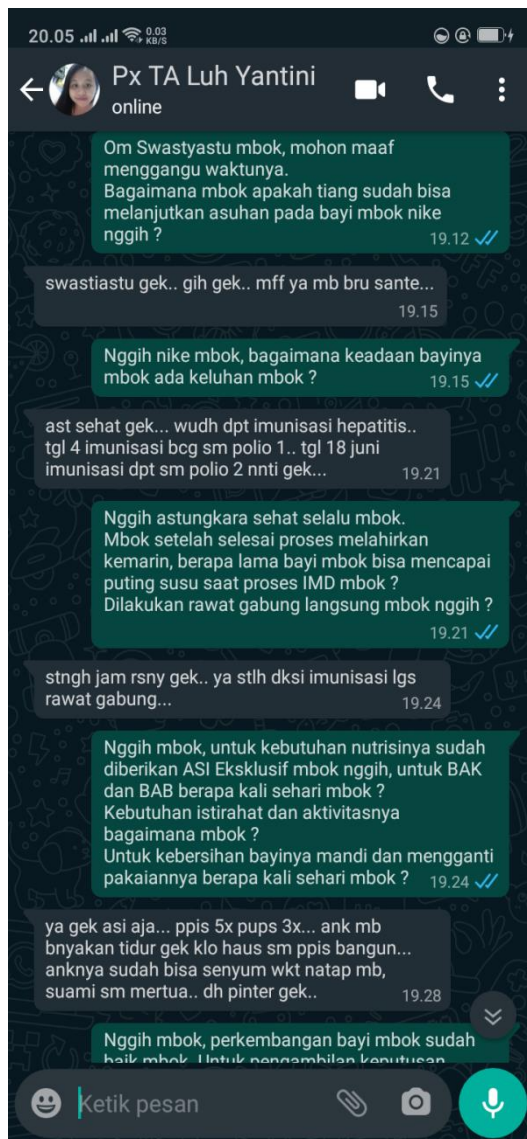 20.05
0.03
KB/S
Px TA Luh Yantini
online
Om Swastyastu mbok, mohon maaf
menggangu waktunya.
Bagaimana mbok apakah tiang sudah bisa
melanjutkan asuhan pada bayi mbok nike
nggih ?
19.12
swastiastu gek.. gih gek.. mff ya mb bru sante...
19.15
Nggih nike mbok, bagaimana keadaan bayinya
mbok ada keluhan mbok ?
19.15
ast sehat gek... wudh dpt imunisasi hepatitis..
tgl 4 imunisasi bcg sm polio 1.. tgl 18 juni
imunisasi dpt sm polio 2 nnti gek...
19.21
Nggih astungkara sehat selalu mbok.
Mbok setelah selesai proses melahirkan
kemarin, berapa lama bayi mbok bisa mencapai
puting susu saat proses IMD mbok ?
Dilakukan rawat gabung langsung mbok nggih ?
19.21
stngh jam rsny gek.. ya stlh dksi imunisasi lgs
rawat gabung...
19.24
Nggih mbok, untuk kebutuhan nutrisinya sudah
diberikan ASI Eksklusif mbok nggih, untuk BAK
dan BAB berapa kali sehari mbok ?
Kebutuhan istirahat dan aktivitasnya
bagaimana mbok ?
Untuk kebersihan bayinya mandi dan mengganti
pakaiannya berapa kali sehari mbok ?
19.24
ya gek asi aja... ppis 5x pups 3x... ank mb
bnyakan tidur gek klo haus sm ppis bangun...
anknya sudah bisa senyum wkt natap mb,
suami sm mertua.. dh pinter gek..
19.28
Nggih mbok, perkembangan bayi mbok sudah
baik mbok. Untuk pengambilan keputusan
Ketik pesan